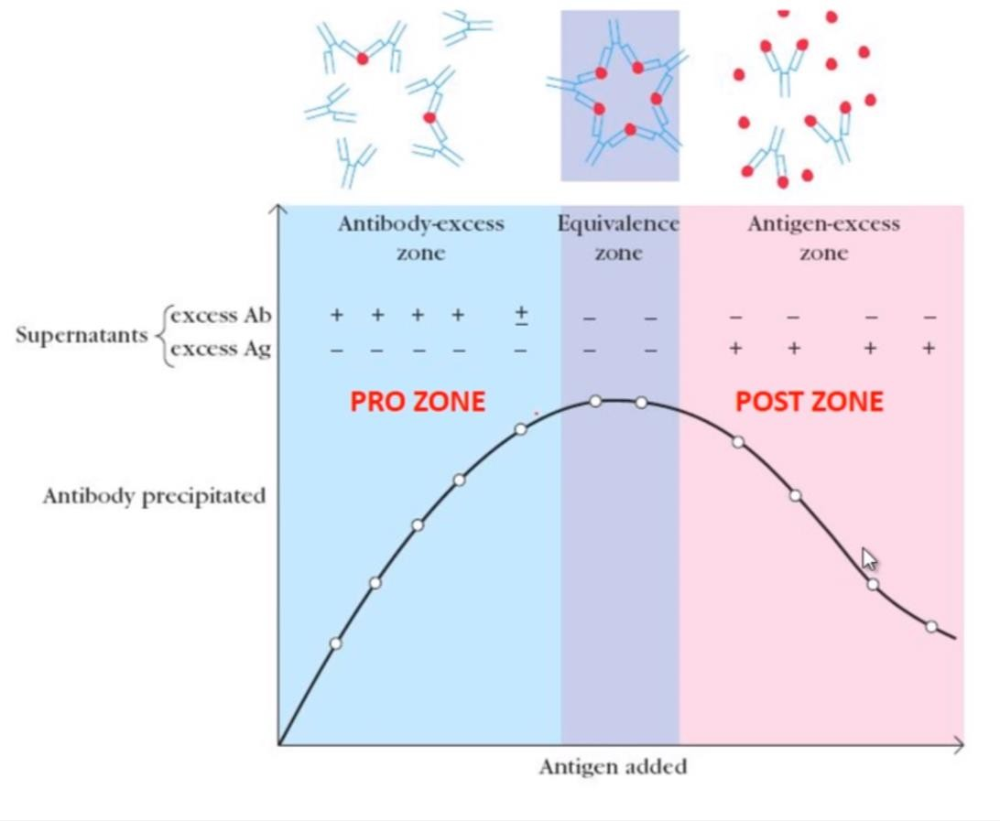 Antibody-excess
zone
Equivalence
zone
Antigen-excess
zone
Supernatants
excess Ab + + + + ± − − − − − −
excess Ag − − − − − − − + + + +
PRO ZONE
POST ZONE
Antibody precipitated
Antigen added